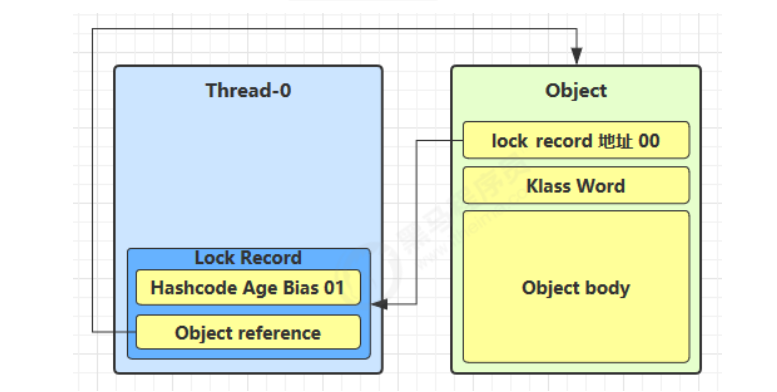 Thread-0
Object
lock record 地址 00
Klass Word
Lock Record
Hashcode Age Bias 01
Object body
Object reference